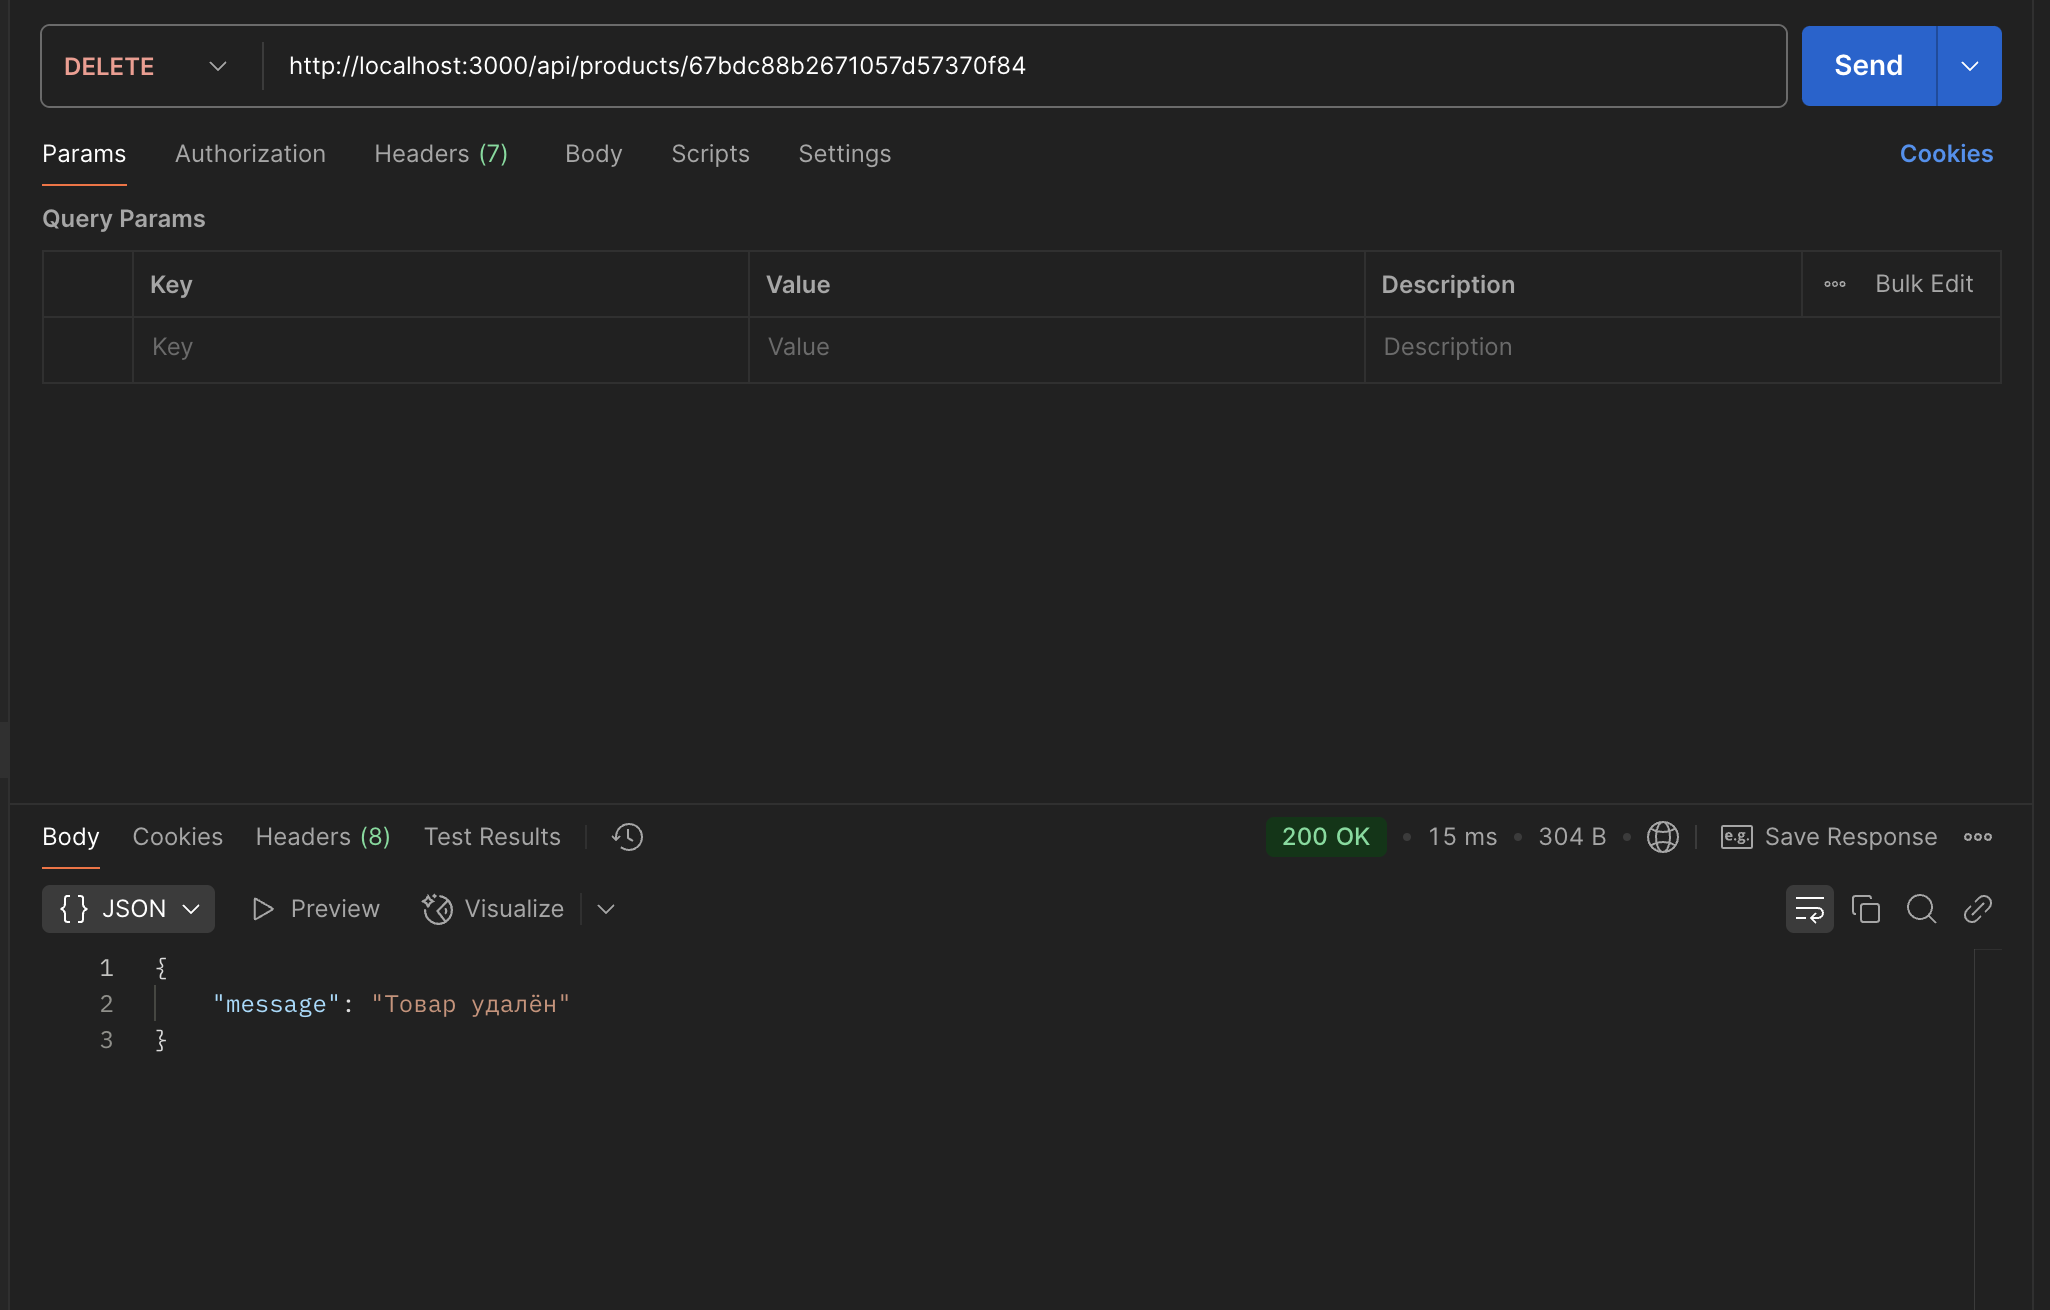 DELETE http://localhost:3000/api/products/67bdc88b2671057d57370f84 Send
Params Authorization Headers (7) Body Scripts Settings Cookies
Query Params
Key Value Description Bulk Edit
Key Value Description
Body Cookies Headers (8) Test Results 200 OK • 15 ms • 304 B • e.g. Save Response
{} JSON Preview Visualize
1 {
2 "message": "Товар удалён"
3 }